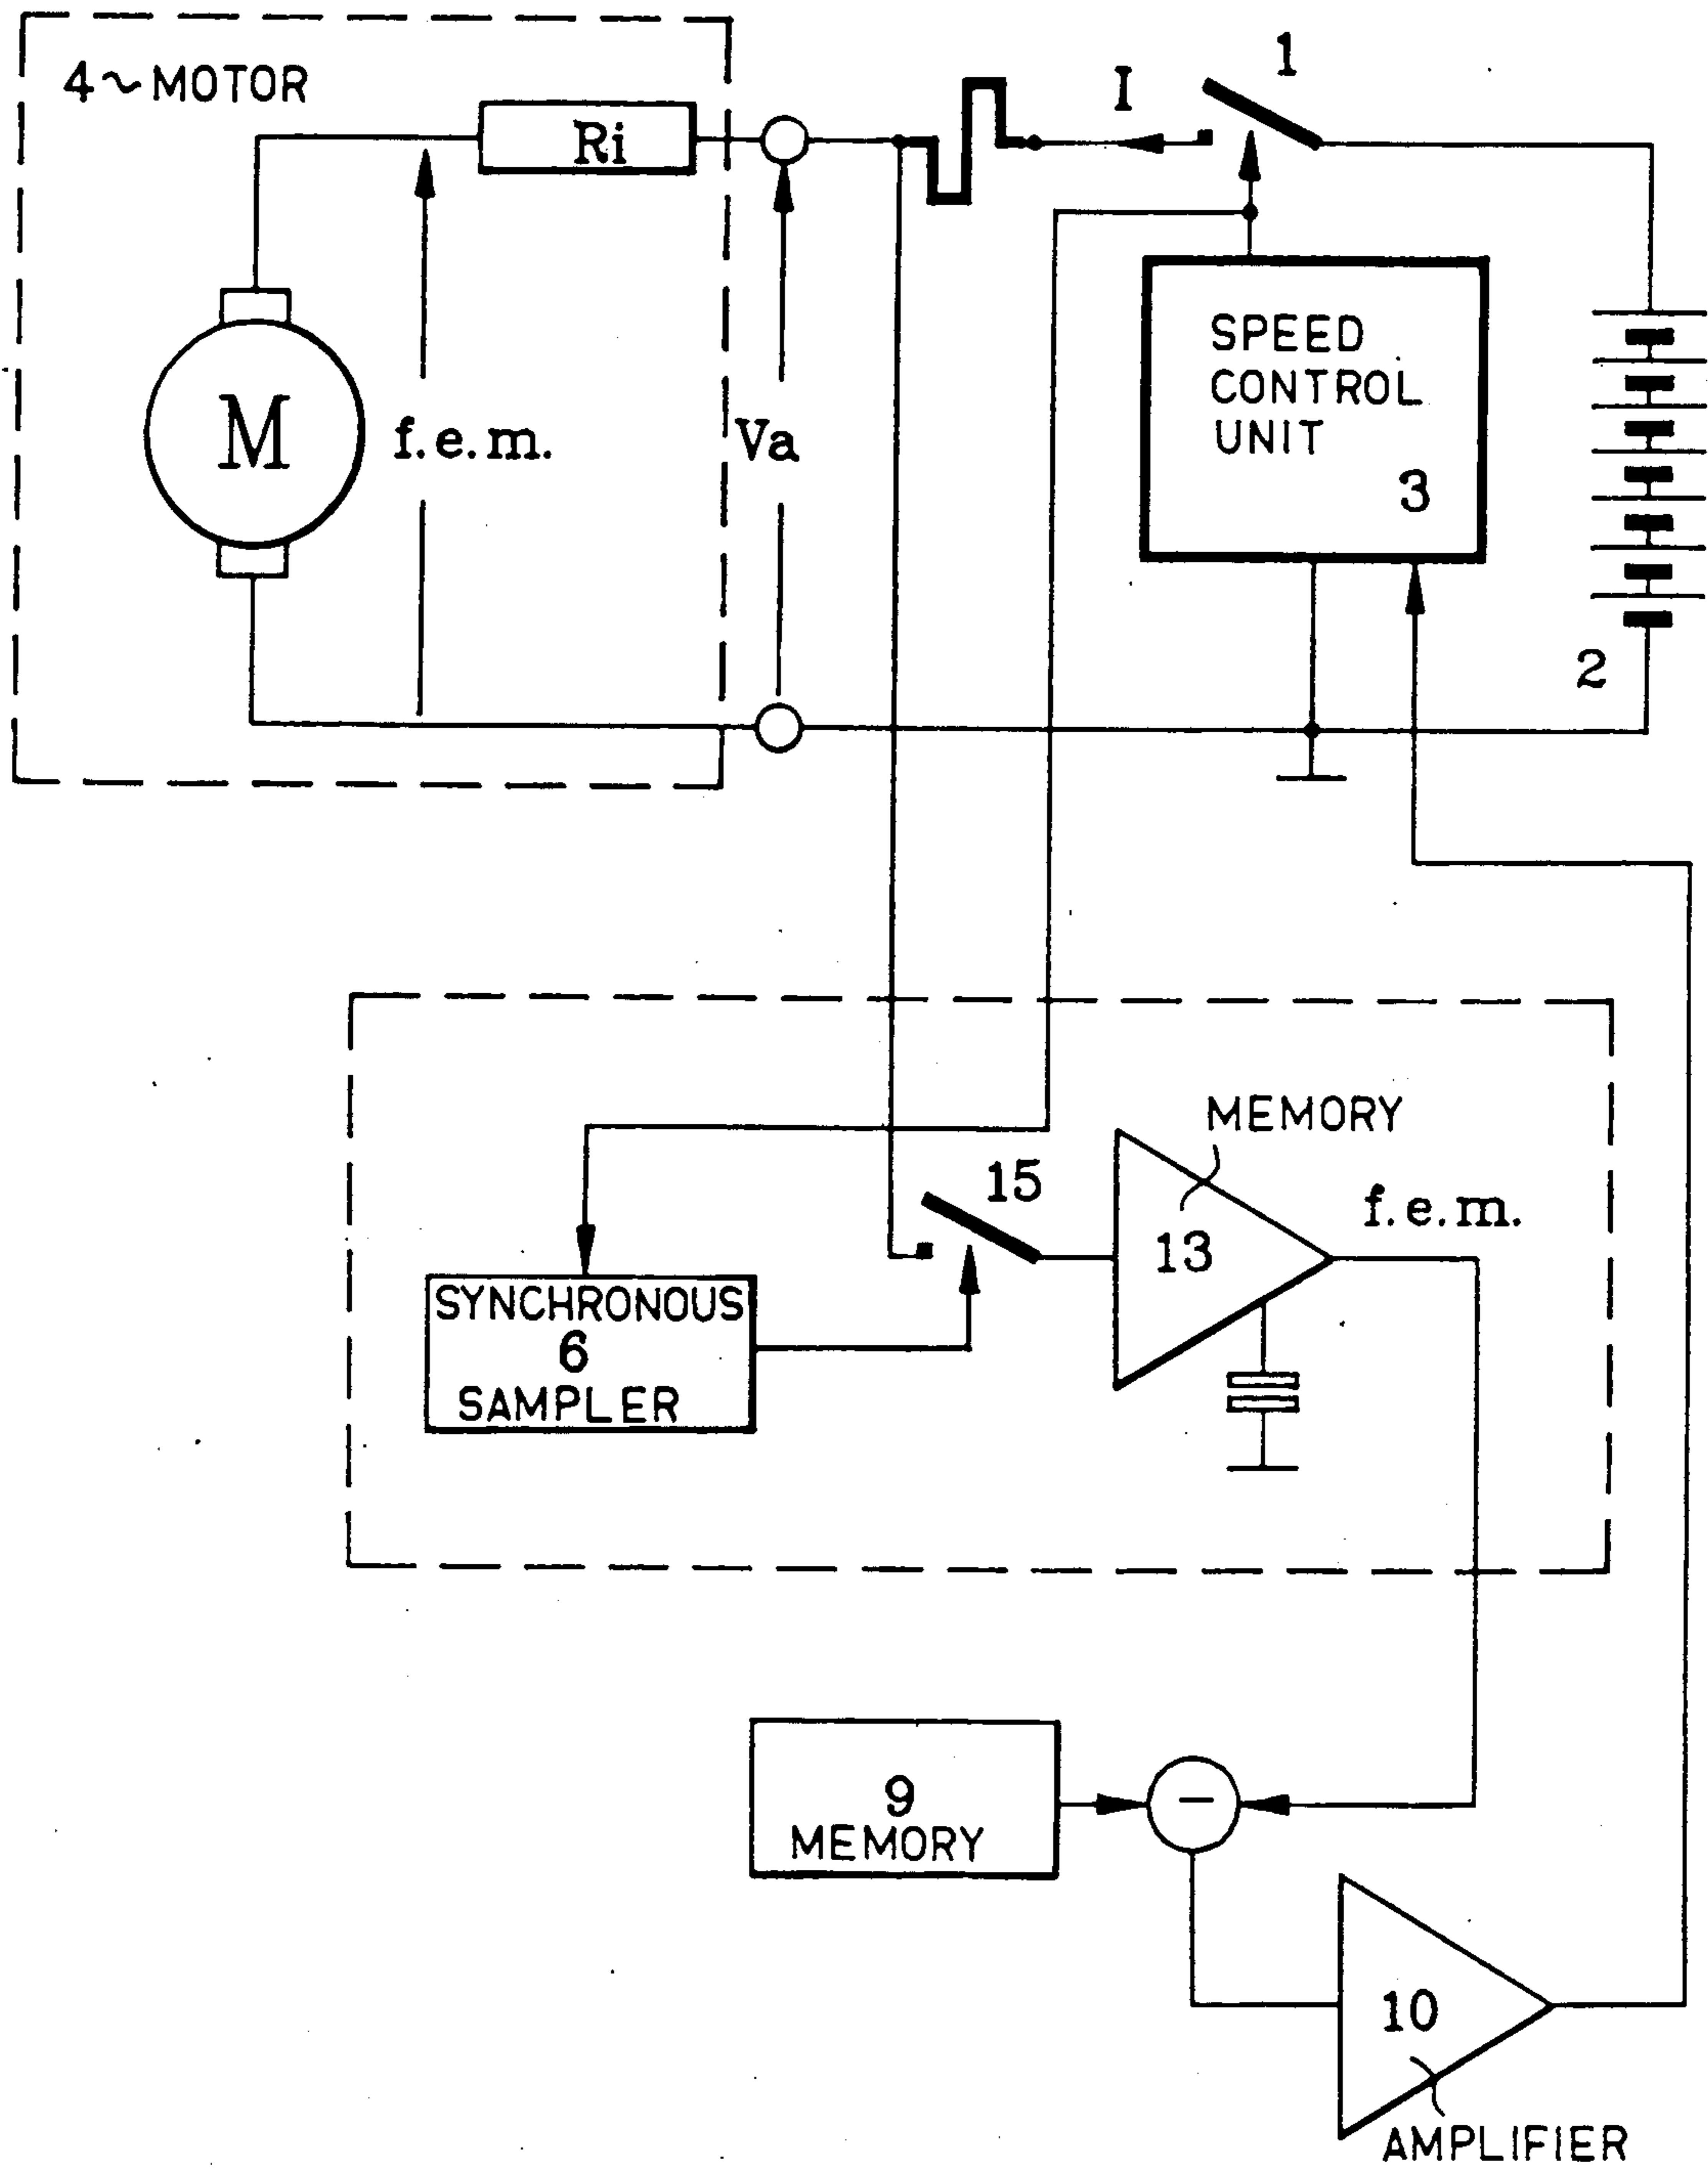 4~MOTOR
Ri
I
1
M
f.e.m.
Va
SPEED
CONTROL
UNIT
3
2
MEMORY
15
f.e.m.
13
SYNCHRONOUS
6
SAMPLER
9
MEMORY
−
10
AMPLIFIER